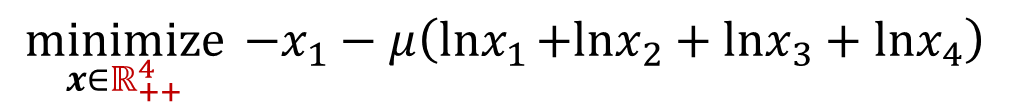 minimize −x₁ − μ(lnx₁ +lnx₂ + lnx₃ + lnx₄)
x∈ℝ⁴₊₊